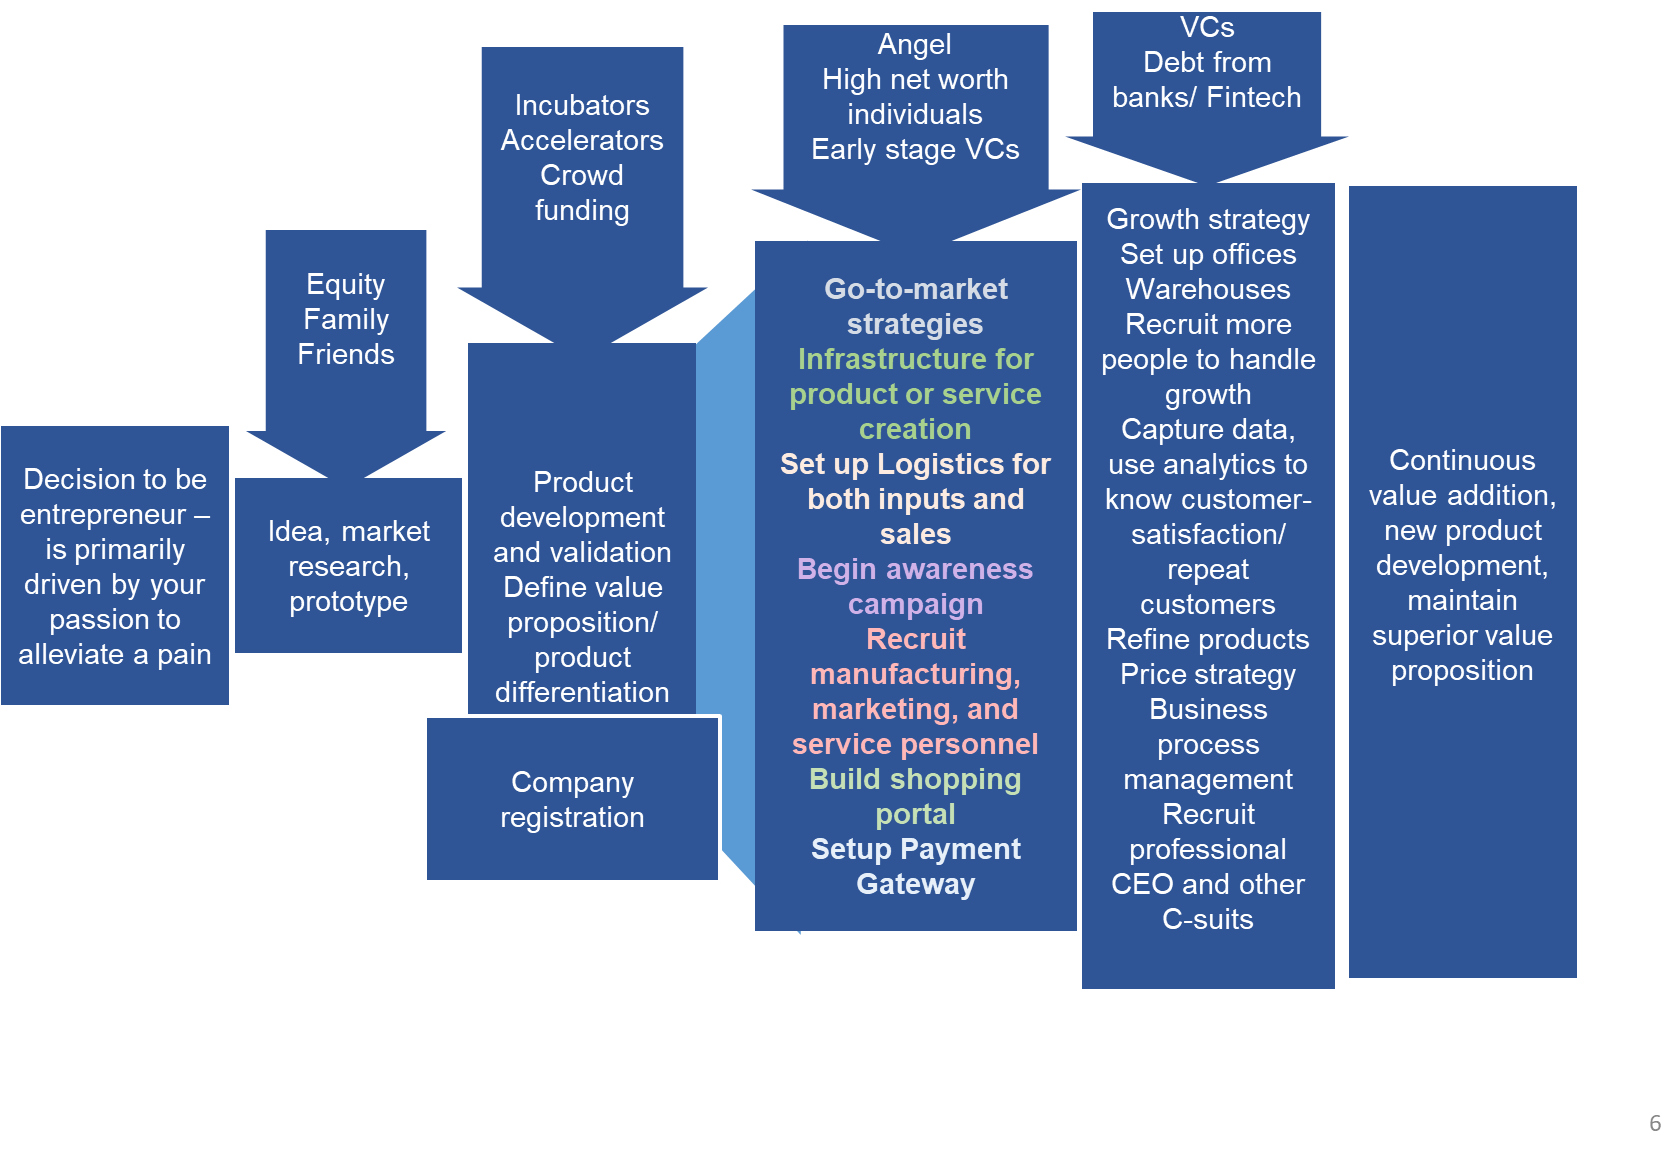 Decision to be
entrepreneur –
is primarily
driven by your
passion to
alleviate a pain
Equity
Family
Friends
Idea, market
research,
prototype
Incubators
Accelerators
Crowd
funding
Product
development
and validation
Define value
proposition/
product
differentiation
Company
registration
Angel
High net worth
individuals
Early stage VCs
Go-to-market
strategies
Infrastructure for
product or service
creation
Set up Logistics for
both inputs and
sales
Begin awareness
campaign
Recruit
manufacturing,
marketing, and
service personnel
Build shopping
portal
Setup Payment
Gateway
VCs
Debt from
banks/ Fintech
Growth strategy
Set up offices
Warehouses
Recruit more
people to handle
growth
Capture data,
use analytics to
know customer-
satisfaction/
repeat
customers
Refine products
Price strategy
Business
process
management
Recruit
professional
CEO and other
C-suits
Continuous
value addition,
new product
development,
maintain
superior value
proposition
6